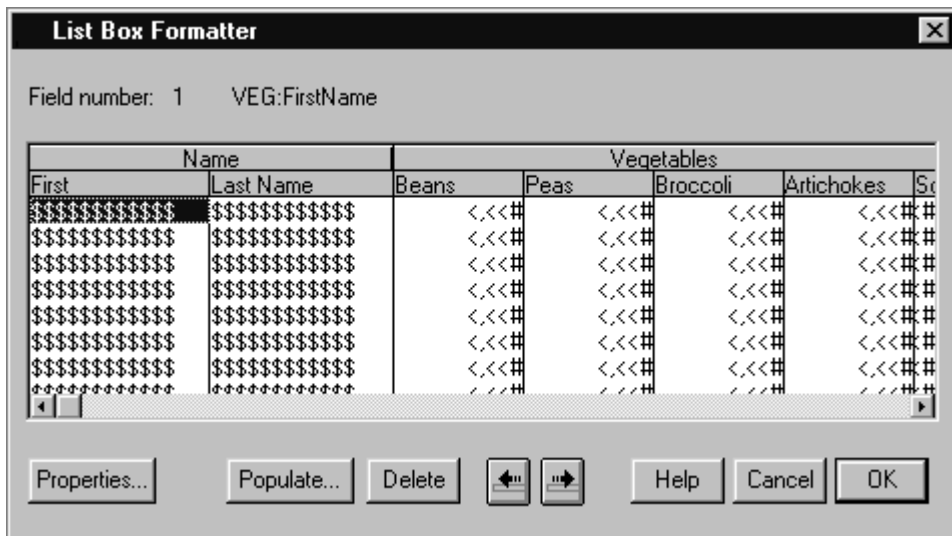 List Box Formatter
Field number: 1 VEG:FirstName
Name Vegetables
First Last Name Beans Peas Broccoli Artichokes
$$$$$$$$$$$$ $$$$$$$$$$$$ <,<<# <,<<# <,<<# <,<<# #
$$$$$$$$$$$$ $$$$$$$$$$$$ <,<<# <,<<# <,<<# <,<<# #
$$$$$$$$$$$$ $$$$$$$$$$$$ <,<<# <,<<# <,<<# <,<<# #
$$$$$$$$$$$$ $$$$$$$$$$$$ <,<<# <,<<# <,<<# <,<<# #
$$$$$$$$$$$$ $$$$$$$$$$$$ <,<<# <,<<# <,<<# <,<<# #
$$$$$$$$$$$$ $$$$$$$$$$$$ <,<<# <,<<# <,<<# <,<<# #
$$$$$$$$$$$$ $$$$$$$$$$$$ <,<<# <,<<# <,<<# <,<<# #
Properties... Populate... Delete Help Cancel OK